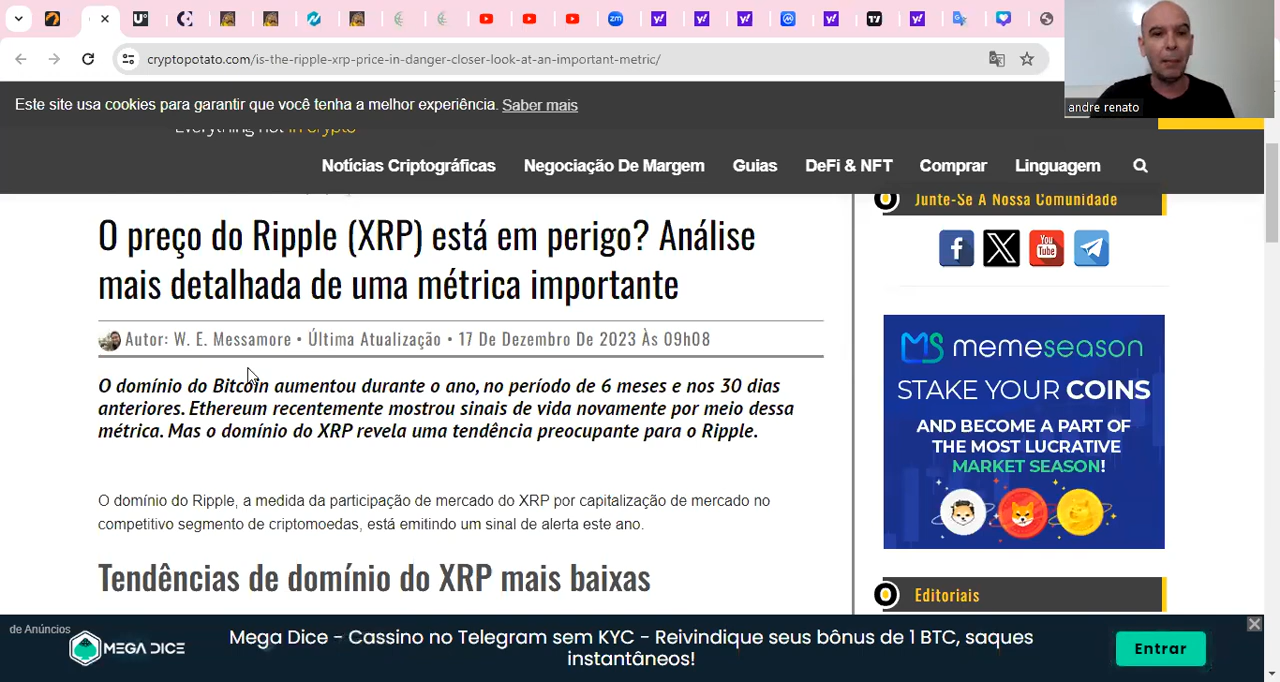 cryptopotato.com/is-the-ripple-xrp-price-in-danger-closer-look-at-an-important-metric/
andre renato
Este site usa cookies para garantir que você tenha a melhor experiência. Saber mais
Everything hot in crypto
Notícias Criptográficas Negociação De Margem Guias DeFi & NFT Comprar Linguagem
O preço do Ripple (XRP) está em perigo? Análise
mais detalhada de uma métrica importante
Autor: W. E. Messamore • Última Atualização • 17 De Dezembro De 2023 Às 09h08
O domínio do Bitcoin aumentou durante o ano, no período de 6 meses e nos 30 dias
anteriores. Ethereum recentemente mostrou sinais de vida novamente por meio dessa
métrica. Mas o domínio do XRP revela uma tendência preocupante para o Ripple.
O domínio do Ripple, a medida da participação de mercado do XRP por capitalização de mercado no
competitivo segmento de criptomoedas, está emitindo um sinal de alerta este ano.
Tendências de domínio do XRP mais baixas
Junte-Se A Nossa Comunidade
You
Tube
MS memeseason
STAKE YOUR COINS
AND BECOME A PART OF
THE MOST LUCRATIVE
MARKET SEASON!
Editoriais
de Anúncios
MEGA DICE
Mega Dice - Cassino no Telegram sem KYC - Reivindique seus bônus de 1 BTC, saques
instantâneos!
Entrar